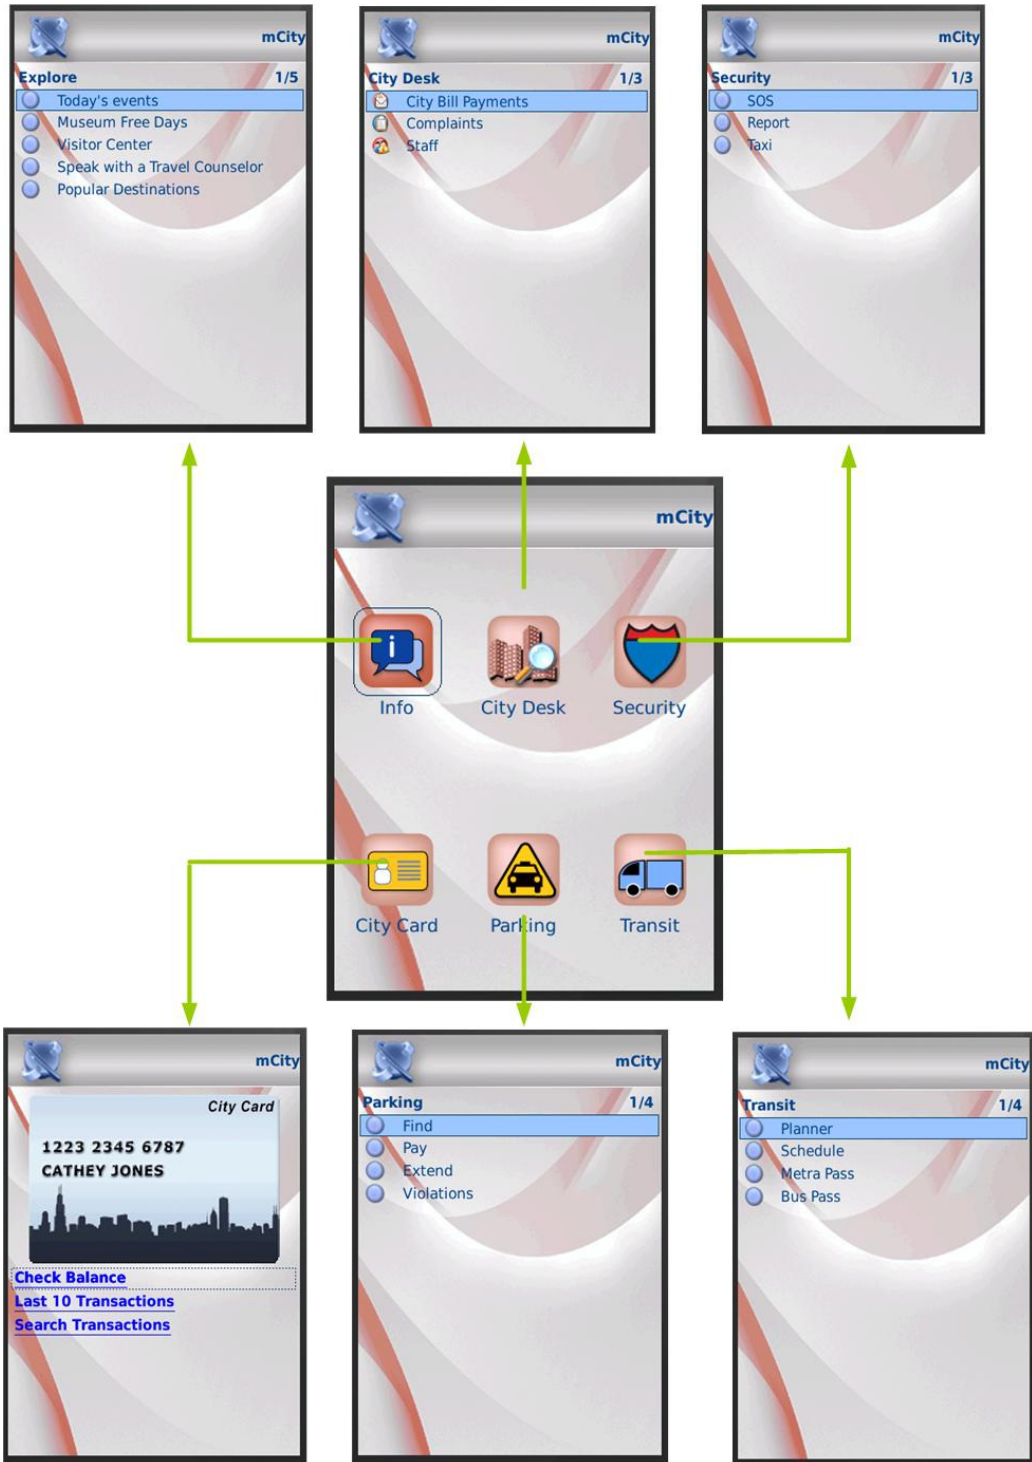 mCity
Explore 1/5
Today's events
Museum Free Days
Visitor Center
Speak with a Travel Counselor
Popular Destinations
mCity
City Desk 1/3
City Bill Payments
Complaints
Staff
mCity
Security 1/3
SOS
Report
Taxi
mCity
i
Info City Desk Security
City Card Parking Transit
mCity
City Card
1223 2345 6787
CATHEY JONES
Check Balance
Last 10 Transactions
Search Transactions
mCity
Parking 1/4
Find
Pay
Extend
Violations
mCity
Transit 1/4
Planner
Schedule
Metra Pass
Bus Pass